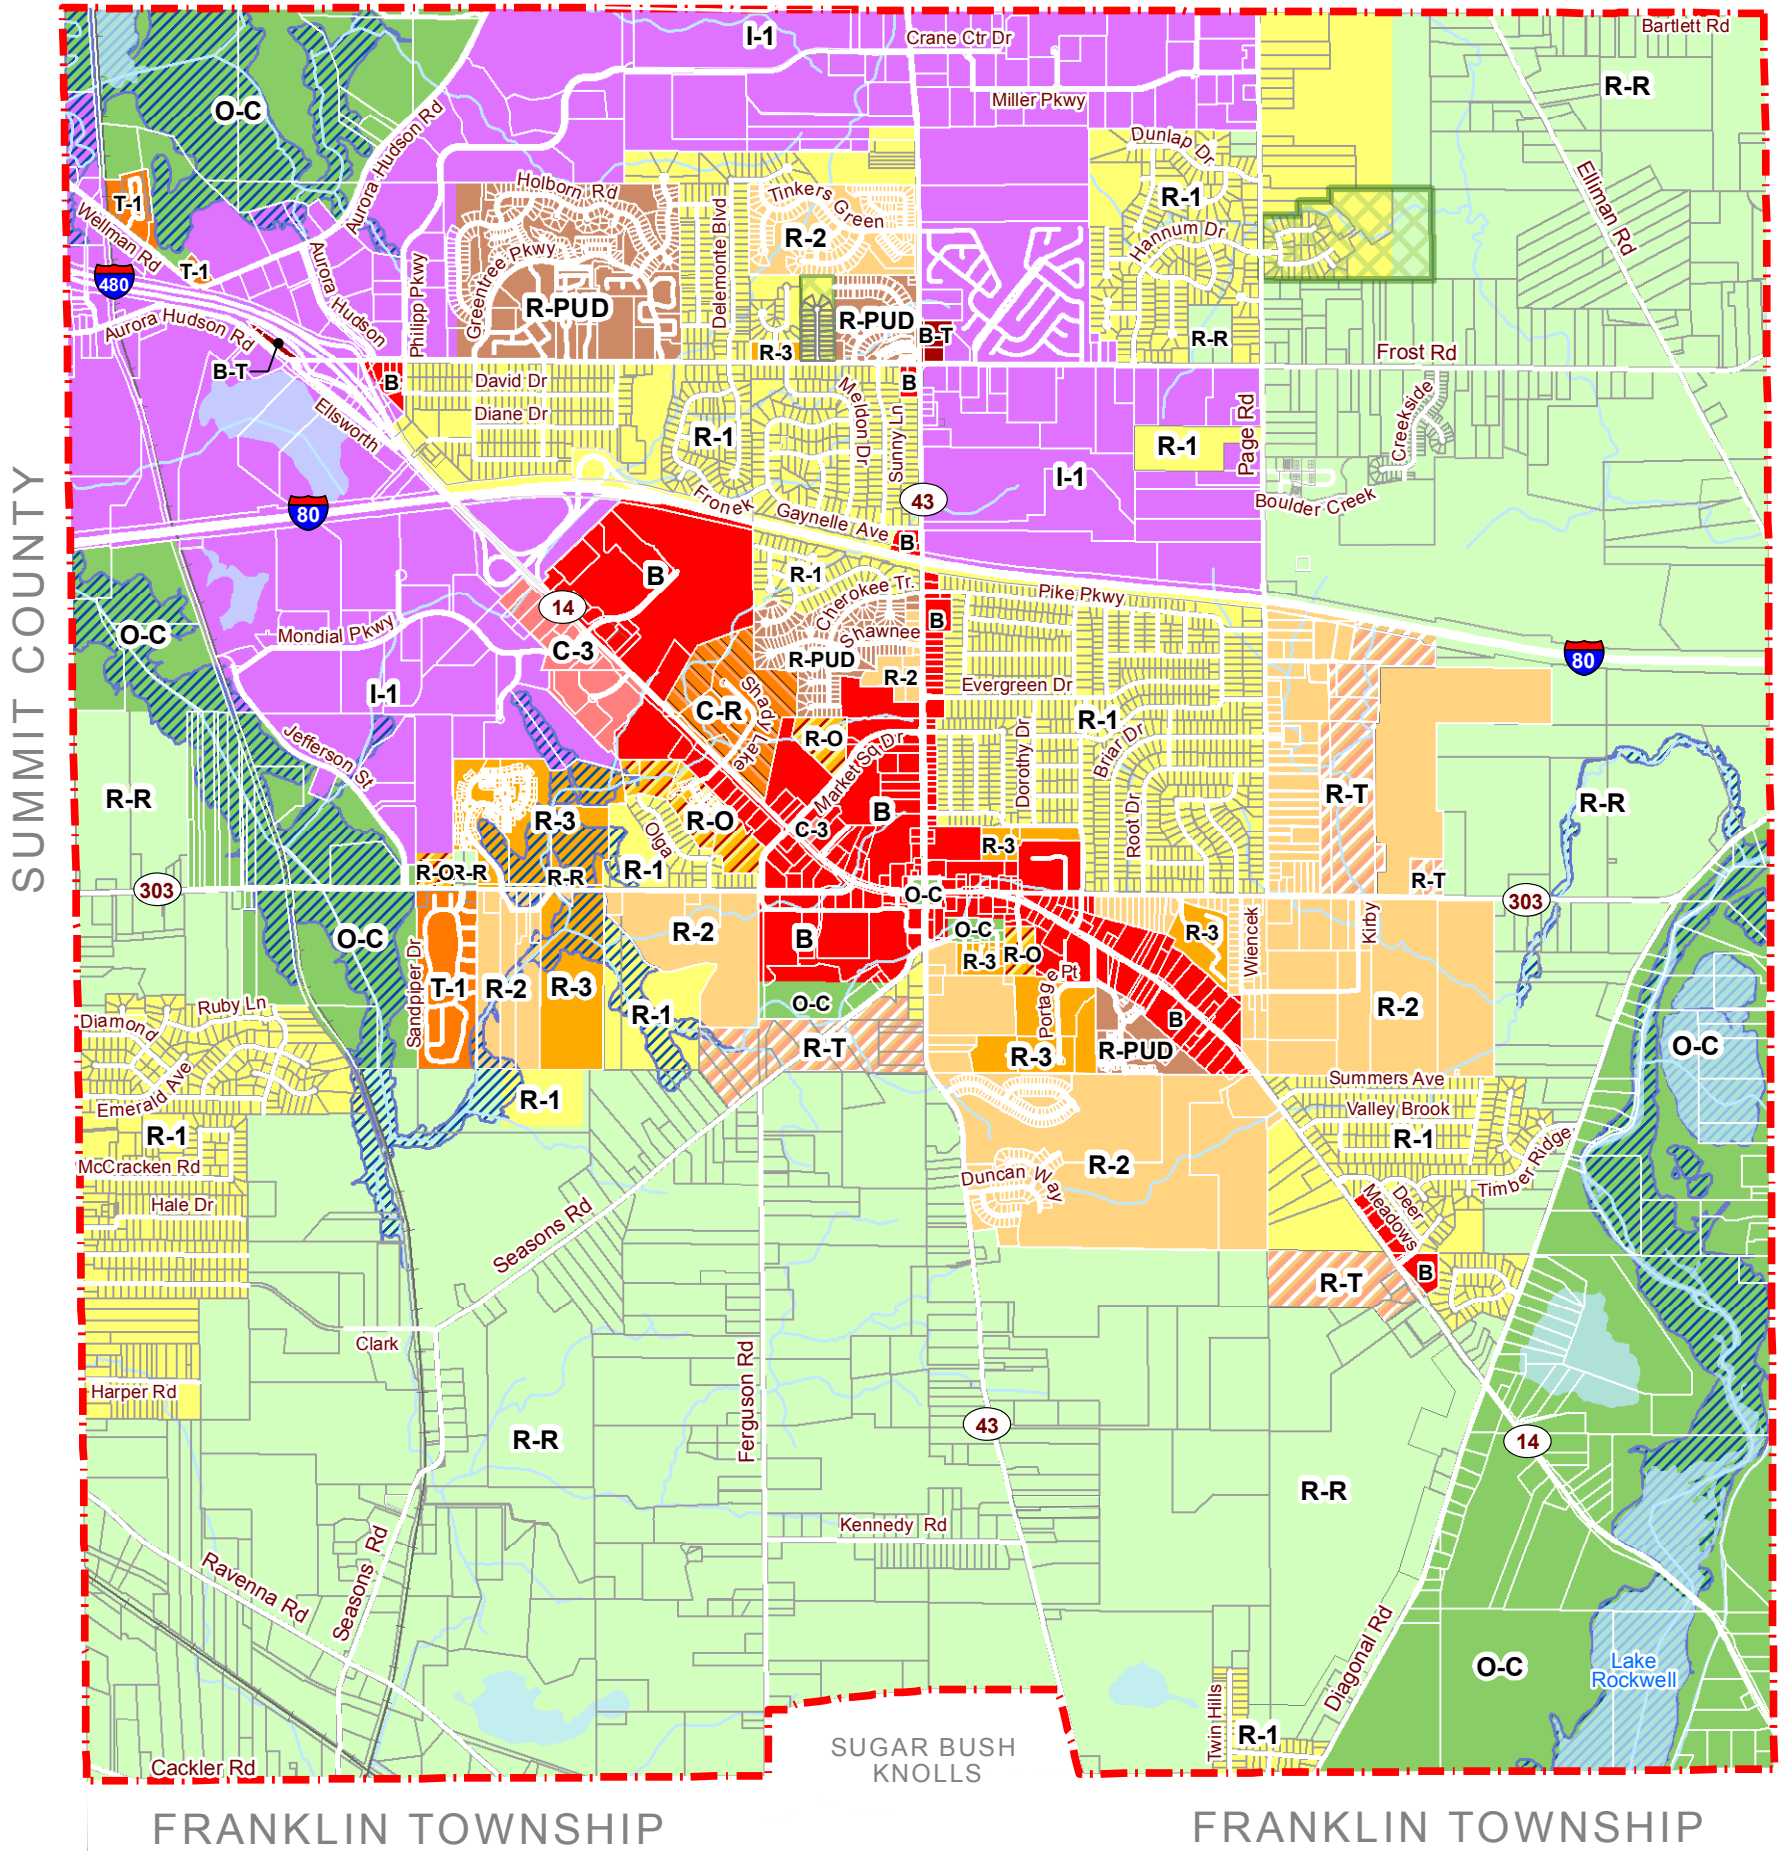 Bartlett Rd
I-1
Crane Ctr Dr
R-R
Miller Pkwy
O-C
Aurora Hudson Rd
Dunlap Dr
Ellman Rd
T-1
Holborn Rd
Tinkers
Green
R-1
Wellman Rd
Delemonte Blvd
R-2
Hannum Dr
T-1
480
Aurora Hudson
Philipp Pkwy
Greentree Pkwy
R-PUD
R-PUD
Aurora Hudson Rd
B-T
R-R
R-3
Frost Rd
B-T
B
David Dr
B
Diane Dr
Ellsworth
Meldon Dr
Sunny Ln
Page Rd
Creekside
R-1
R-1
I-1
SUMMIT COUNTY
43
Boulder Creek
Fronek
80
Gaynelle Ave
B
B
R-1
Cherokee Tr.
Pike Pkwy
14
B
O-C
Mondial Pkwy
Shawnee
C-3
R-PUD
80
R-2
I-1
Evergreen Dr
Shady Lake
C-R
R-1
R-O
Market Sq Dr
Dorothy Dr
Briar Dr
Jefferson St
R-R
R-T
R-R
B
R-3
R-O
C-3
Olga
Root Dr
R-3
R-O
R-R
R-R
R-1
R-T
303
O-C
303
O-C
R-2
B
O-C
R-3
R-O
R-3
Wiencek
Kirby
Sandpiper Dr
T-1
R-2
R-3
Portage Pt
Ruby Ln
O-C
R-2
Diamond
R-1
B
R-T
R-3
R-PUD
O-C
Emerald Ave
R-1
Summers Ave
Valley Brook
R-1
R-1
McCracken Rd
R-2
Timber Ridge
Duncan Way
Hale Dr
Deer
Meadows
Seasons Rd
B
R-T
Clark
Ferguson Rd
Harper Rd
43
R-R
14
R-R
Kennedy Rd
Ravenna Rd
Seasons Rd
Diagonal Rd
O-C
Lake
Rockwell
Twin Hills
R-1
SUGAR BUSH
KNOLLS
Cackler Rd
FRANKLIN TOWNSHIP
FRANKLIN TOWNSHIP